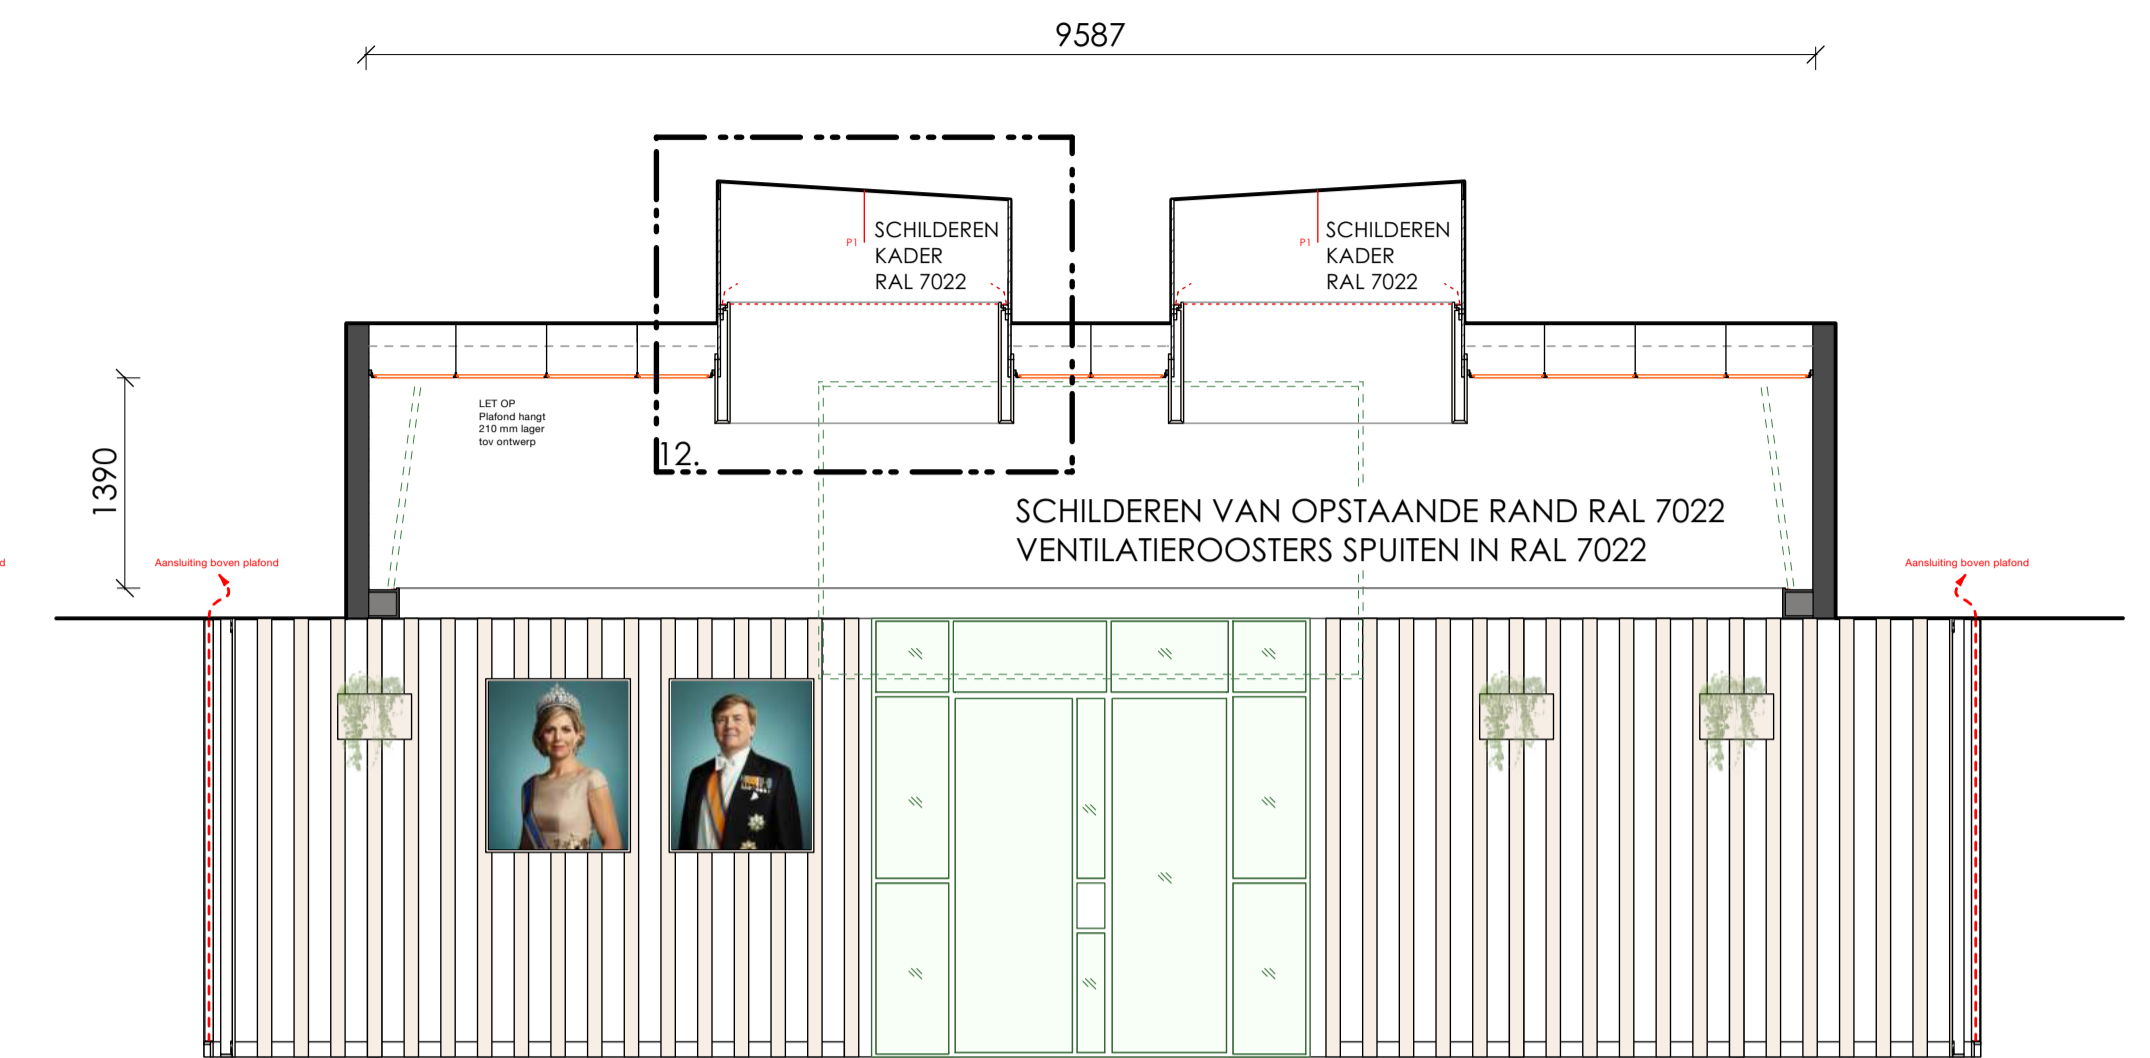 9587
SCHILDEREN
KADER
RAL 7022
P1
SCHILDEREN
KADER
RAL 7022
P1
LET OP
Plafond hangt
210 mm lager
tov ontwerp
1390
12.
SCHILDEREN VAN OPSTAANDE RAND RAL 7022
VENTILATIEROOSTERS SPUITEN IN RAL 7022
d
Aansluiting boven plafond
Aansluiting boven plafond